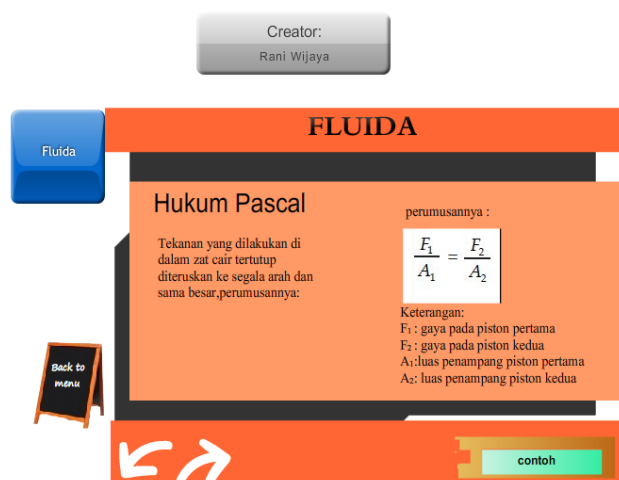 Creator:
Rani Wijaya
Fluida
FLUIDA
Hukum Pascal
Tekanan yang dilakukan di
dalam zat cair tertutup
diteruskan ke segala arah dan
sama besar,perumusannya:
perumusannya :
F₁/A₁ = F₂/A₂
Keterangan:
F₁ : gaya pada piston pertama
F₂ : gaya pada piston kedua
A₁:luas penampang piston pertama
A₂: luas penampang piston kedua
Back to
menu
contoh